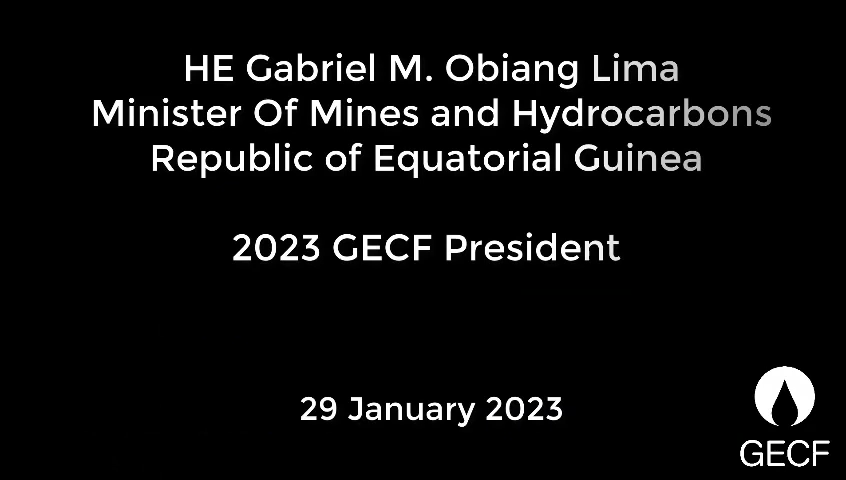 HE Gabriel M. Obiang Lima
Minister Of Mines and Hydrocarbons
Republic of Equatorial Guinea
2023 GECF President
29 January 2023
GECF